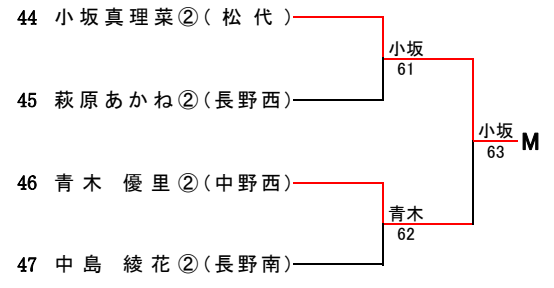 44 小坂真理菜②(松代)
小坂
61
45 萩原あかね②(長野西)
小坂
63
M
46 青木 優里②(中野西)
青木
62
47 中島 綾花②(長野南)